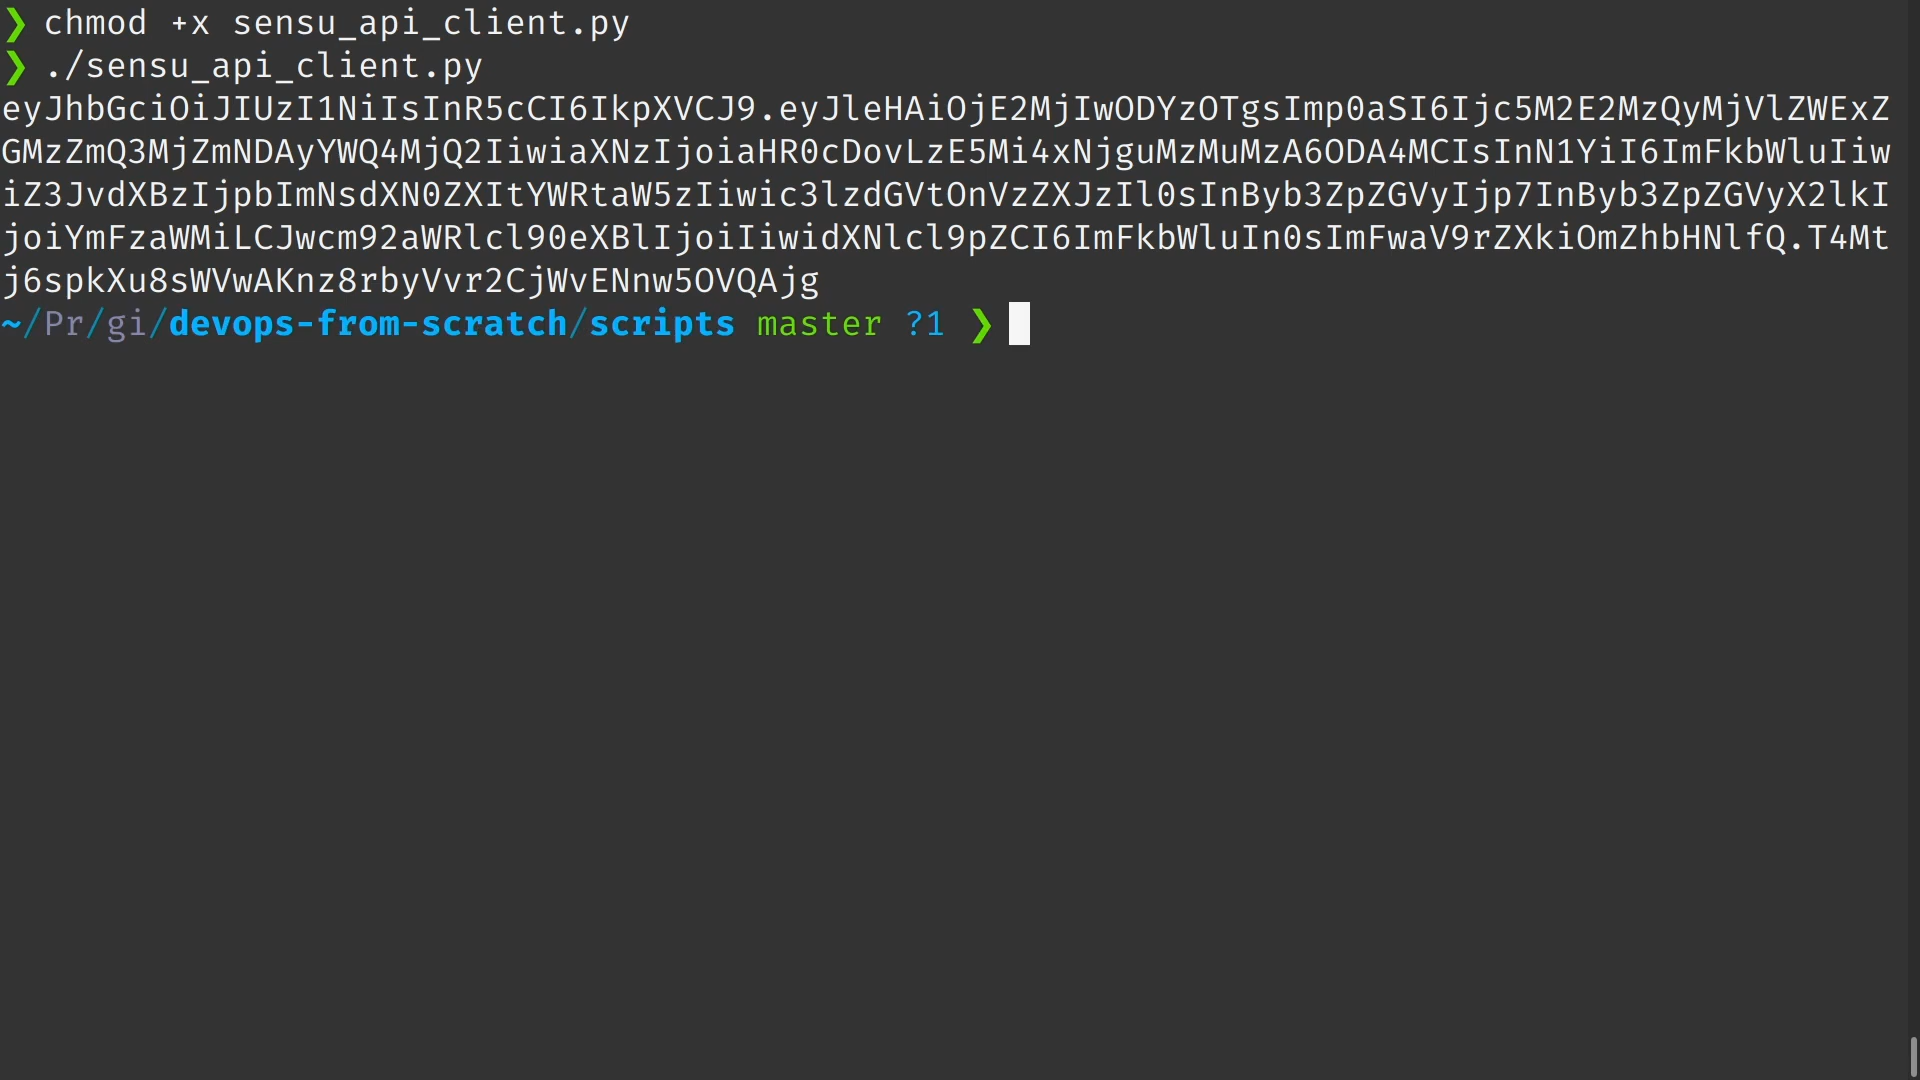 ❯ chmod +x sensu_api_client.py
❯ ./sensu_api_client.py
eyJhbGciOiJIUzI1NiIsInR5cCI6IkpXVCJ9.eyJleHAiOjE2MjIwODYzOTgsImp0aSI6Ijc5M2E2MzQyMjVlZWExZ
GMzZmQ3MjZmNDAyYWQ4MjQ2IiwiaXNzIjoiaHR0cDovLzE5Mi4xNjguMzMuMzA6ODA4MCIsInN1YiI6ImFkbWluIiw
iZ3JvdXBzIjpbImNsdXN0ZXItYWRtaW5zIiwic3lzdGVtOnVzZXJzIl0sInByb3ZpZGVyIjp7InByb3ZpZGVyX2lkI
joiYmFzaWMiLCJwcm92aWRlcl90eXBlIjoiIiwidXNlcl9pZCI6ImFkbWluIn0sImFwaV9rZXkiOmZhbHNlfQ.T4Mt
j6spkXu8sWVwAKnz8rbyVvr2CjWvENnw5OVQAjg
~/Pr/gi/devops-from-scratch/scripts master ?1 ❯